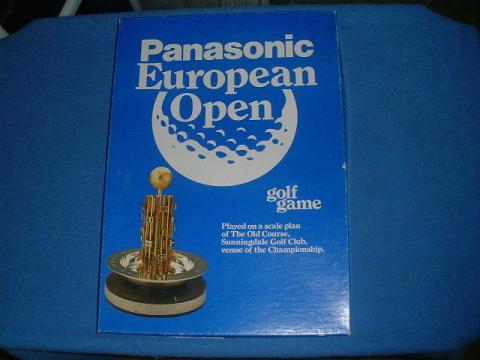 Panasonic
European
Open
golf
game
Played on a scale plan
of The Old Course,
Sunningdale Golf Club,
venue of the Championship.